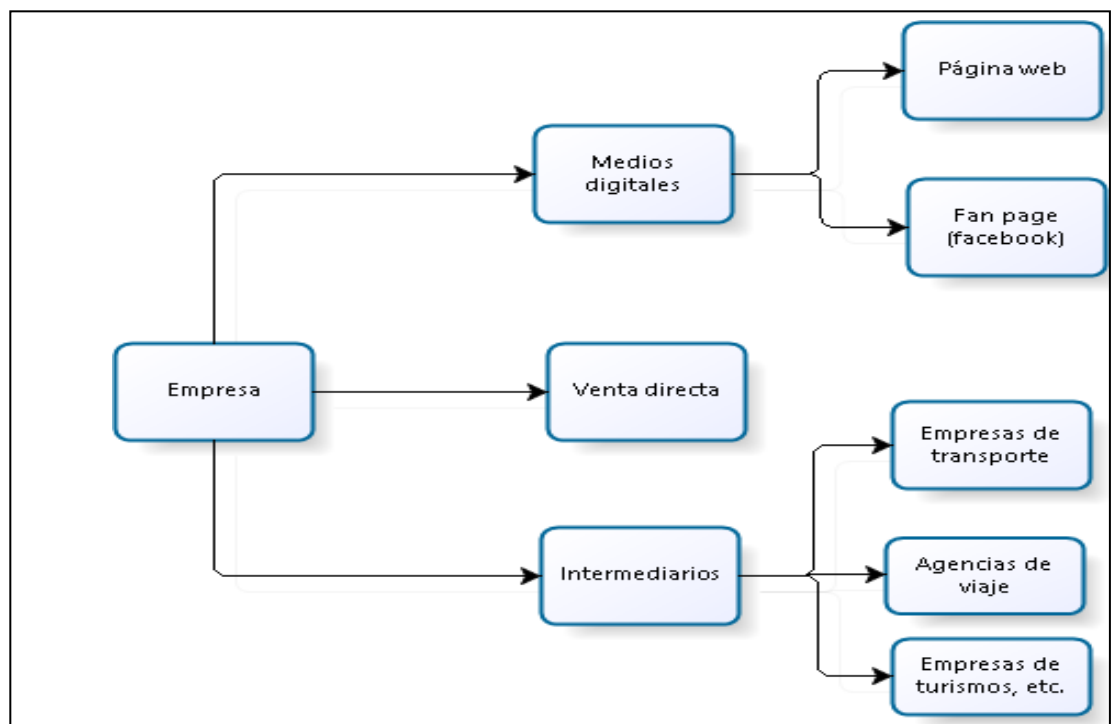 Página web
Medios
digitales
Fan page
(facebook)
Empresa
Venta directa
Empresas de
transporte
Intermediarios
Agencias de
viaje
Empresas de
turismos, etc.